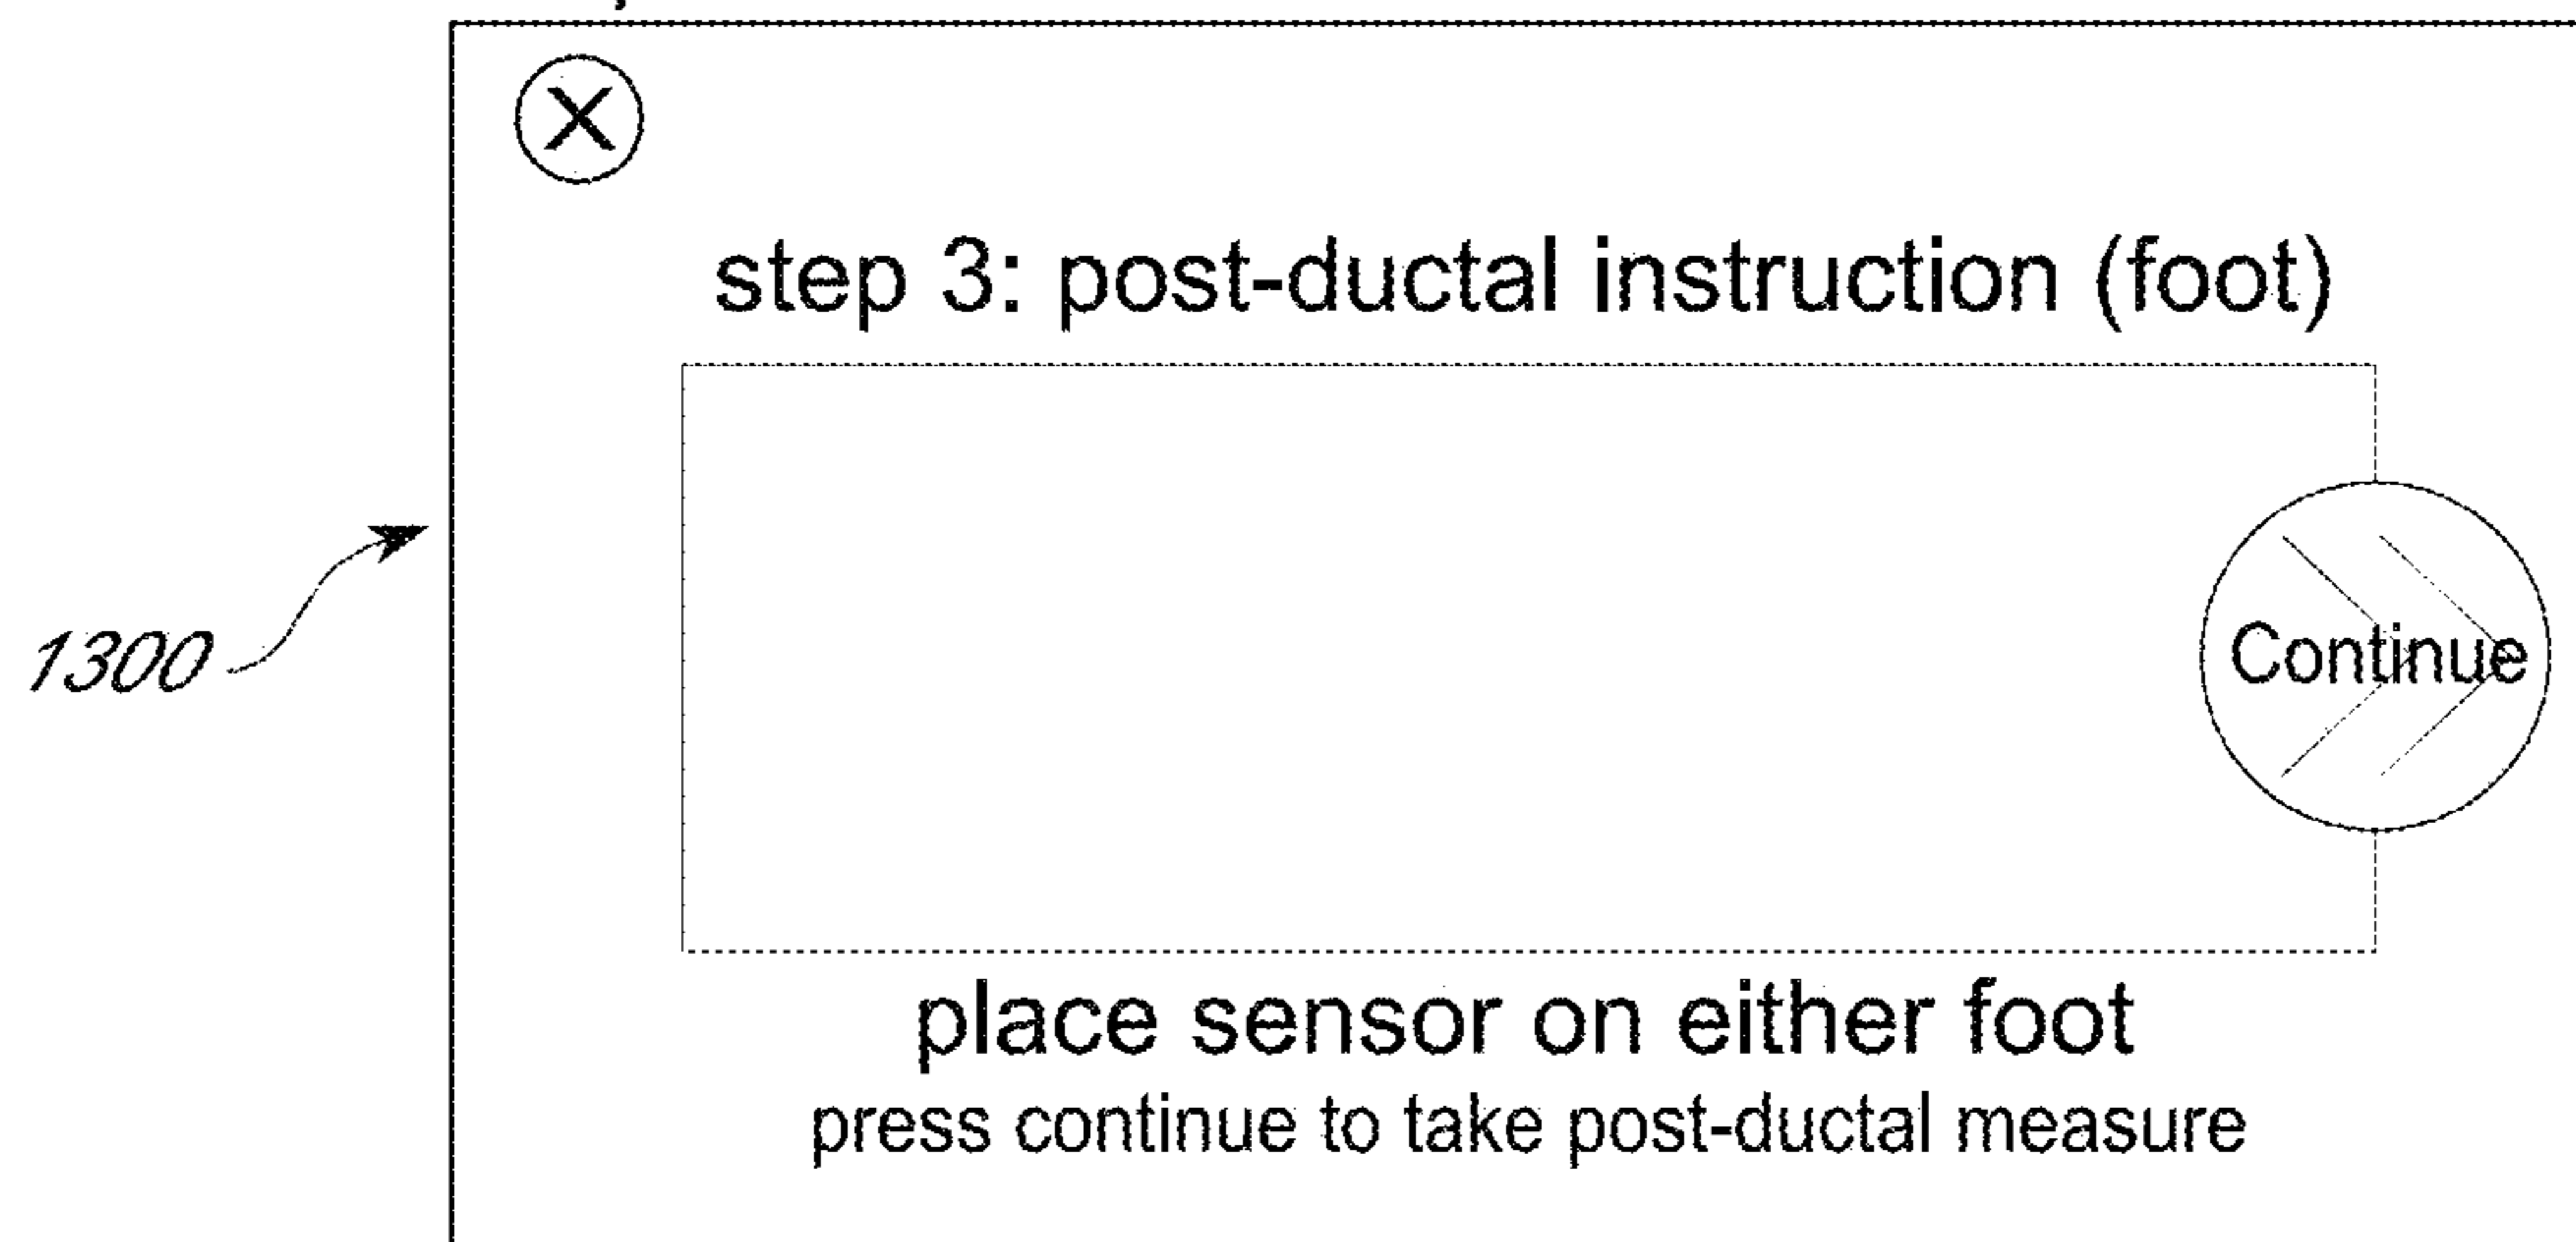 step 3: post-ductal instruction (foot)
1300
Continue
place sensor on either foot
press continue to take post-ductal measure